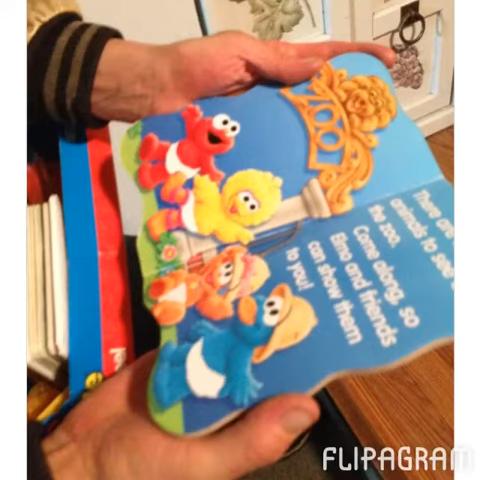 ZOO
There are
animals to see
the zoo.
Come along, so
Elmo and friends
can show them
to you!
FLIPAGRAM